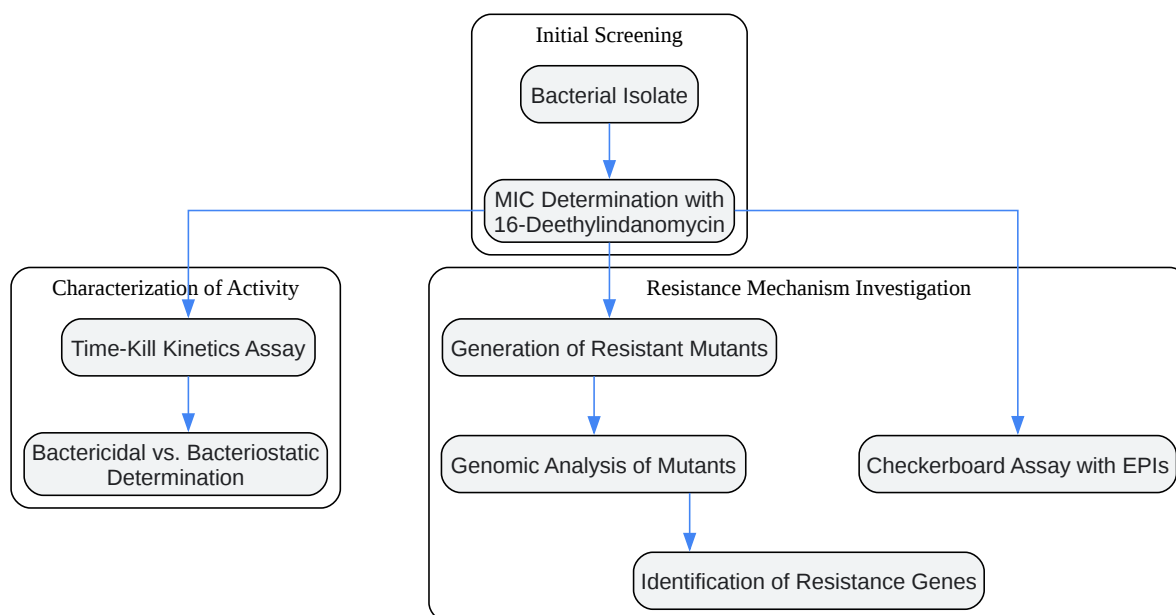 Initial Screening
Bacterial Isolate
MIC Determination with
16-Deethylindanomycin
Characterization of Activity
Time-Kill Kinetics Assay
Bactericidal vs. Bacteriostatic
Determination
Resistance Mechanism Investigation
Generation of Resistant Mutants
Genomic Analysis of Mutants
Checkerboard Assay with EPIs
Identification of Resistance Genes